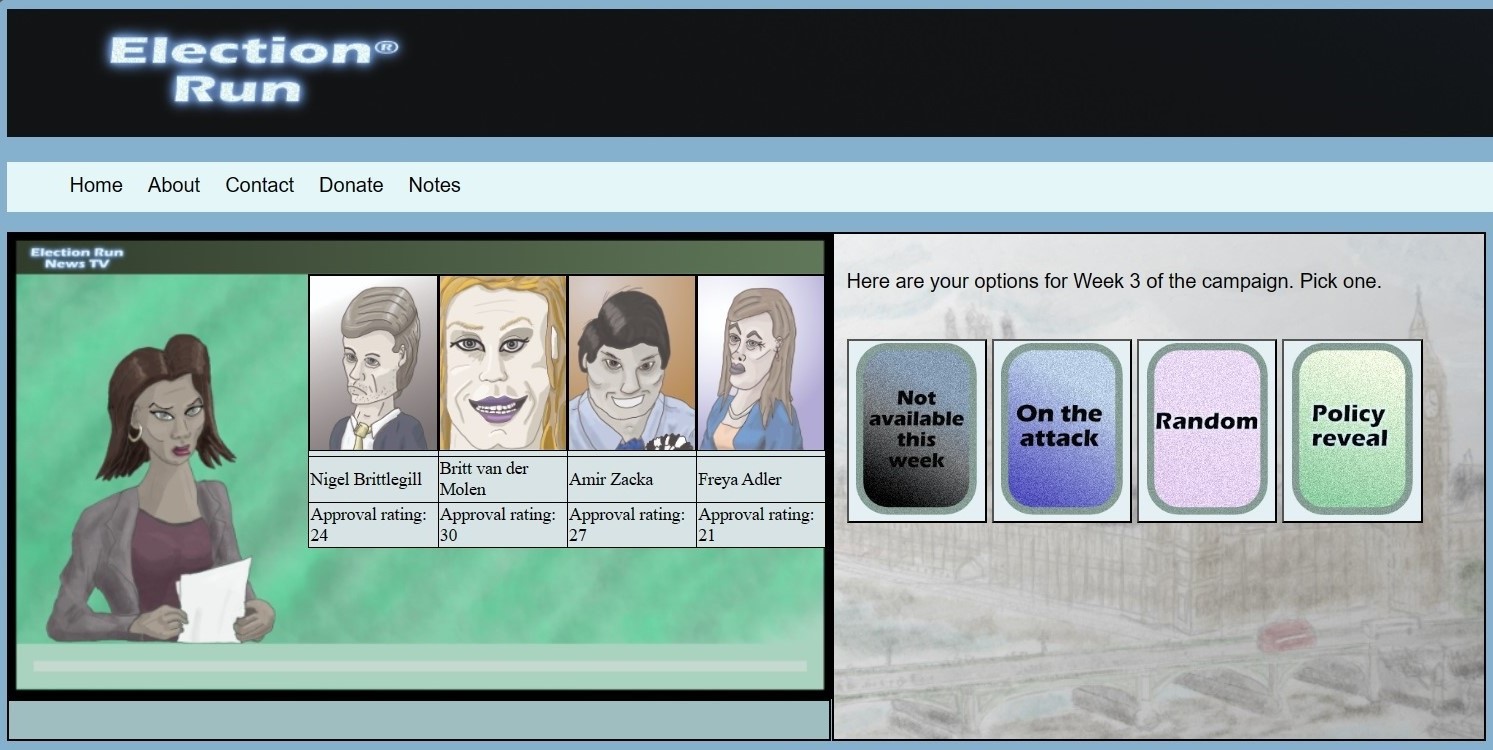 Election®
Run
Home About Contact Donate Notes
Election Run
News TV
Nigel Brittlegill
Britt van der
Molen
Amir Zacka
Freya Adler
Approval rating:
24
Approval rating:
30
Approval rating:
27
Approval rating:
21
Here are your options for Week 3 of the campaign. Pick one.
Not
available
this
week
On the
attack
Random
Policy
reveal